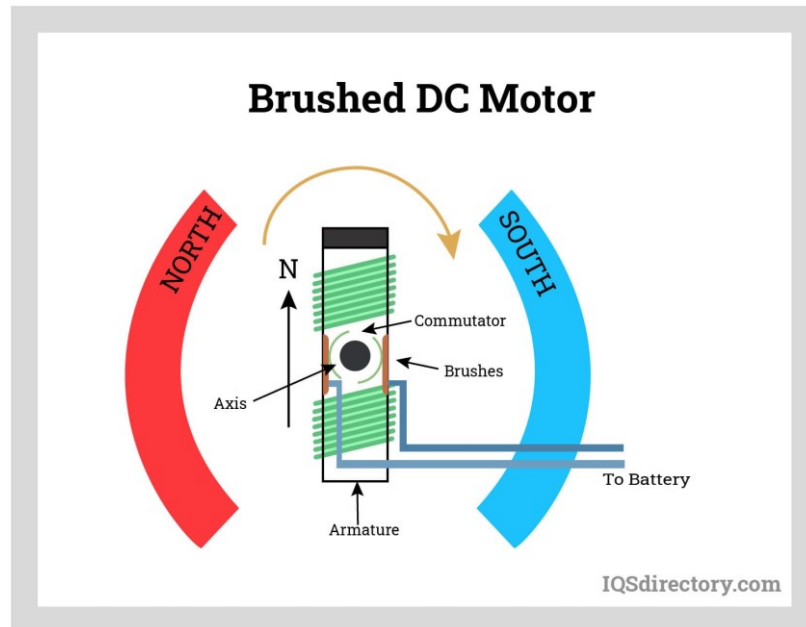 Brushed DC Motor
NORTH
SOUTH
N
Commutator
Brushes
Axis
To Battery
Armature
IQSdirectory.com